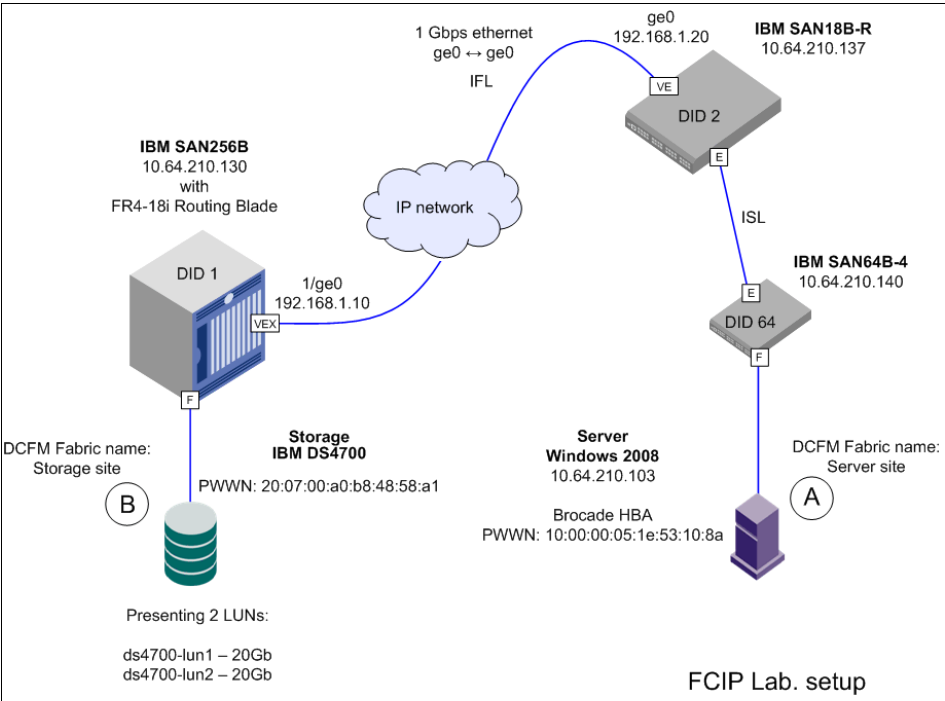 ge0
192.168.1.20
1 Gbps ethernet
ge0 ↔ ge0
IFL
IBM SAN18B-R
10.64.210.137
VE
DID 2
E
IBM SAN256B
10.64.210.130
with
FR4-18i Routing Blade
IP network
ISL
DID 1
1/ge0
192.168.1.10
VEX
IBM SAN64B-4
10.64.210.140
E
DID 64
F
F
DCFM Fabric name:
Storage site
B
Storage
IBM DS4700
PWWN: 20:07:00:a0:b8:48:58:a1
Server
Windows 2008
10.64.210.103
Brocade HBA
PWWN: 10:00:00:05:1e:53:10:8a
DCFM Fabric name:
Server site
A
Presenting 2 LUNs:
ds4700-lun1 – 20Gb
ds4700-lun2 – 20Gb
FCIP Lab. setup